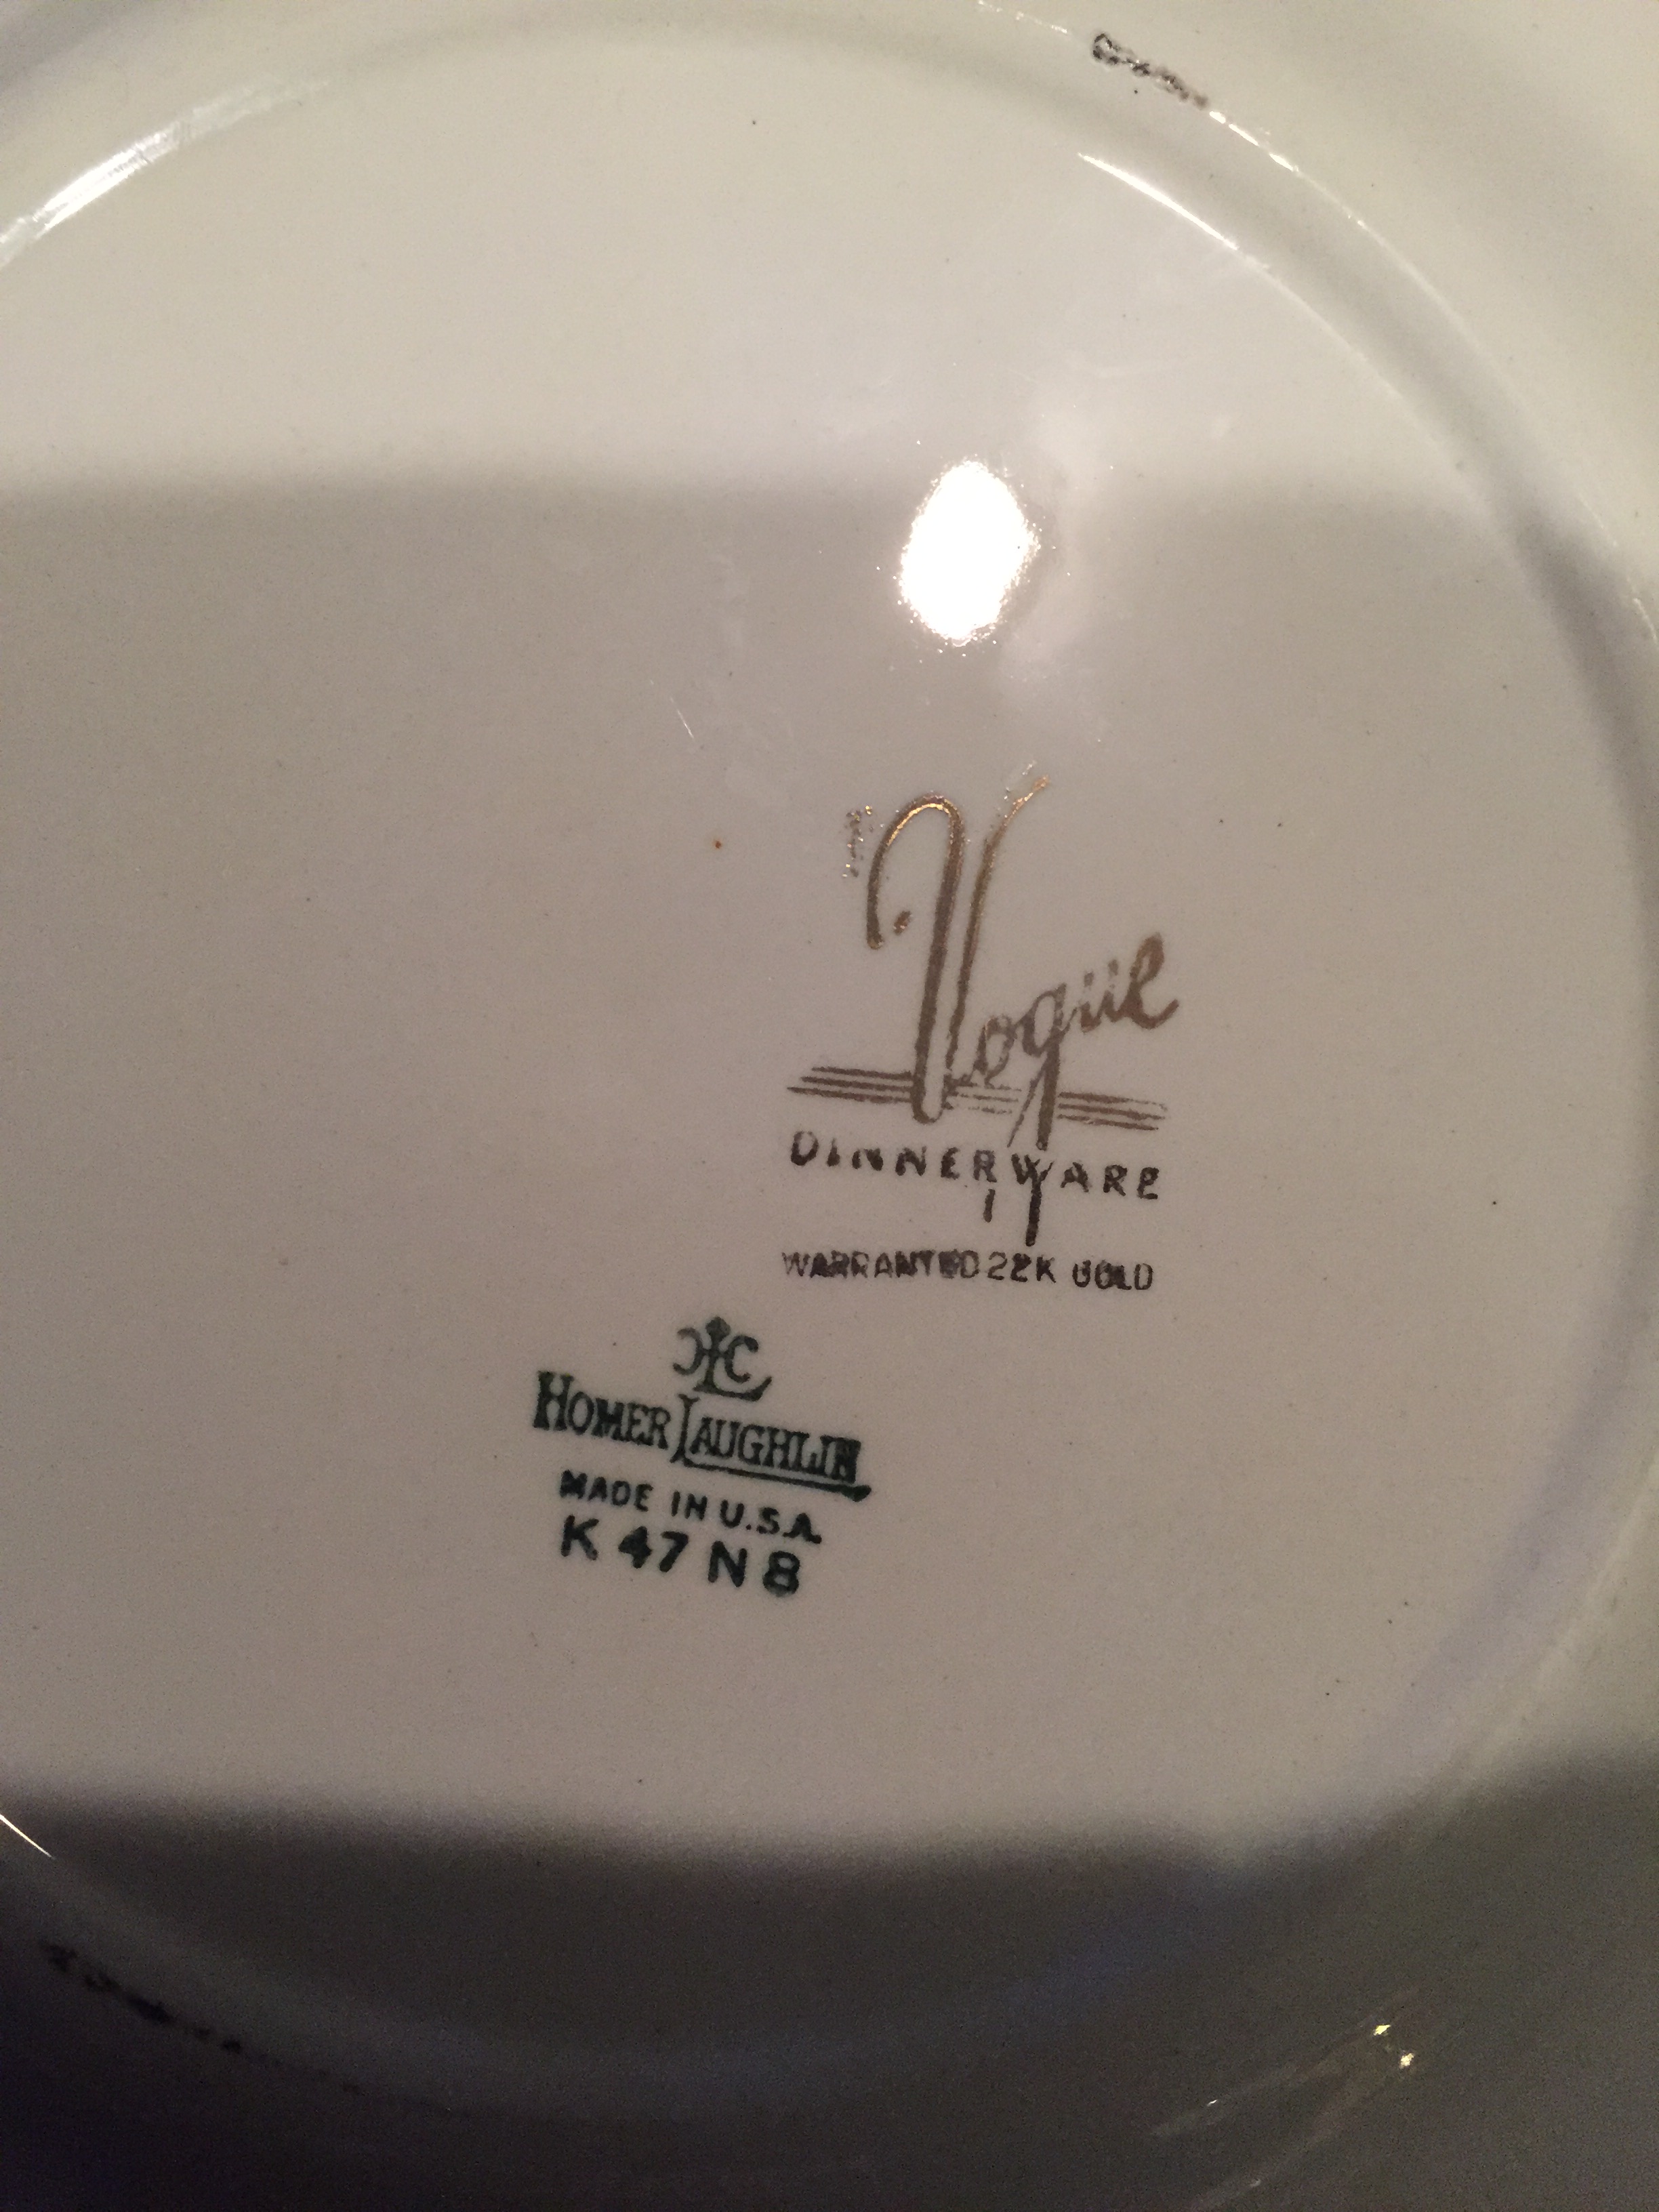 Vogue
DINNERWARE
WARRANTED 22K GOLD
HLC
HOMER LAUGHLIN
MADE IN U.S.A.
K 47 N 8